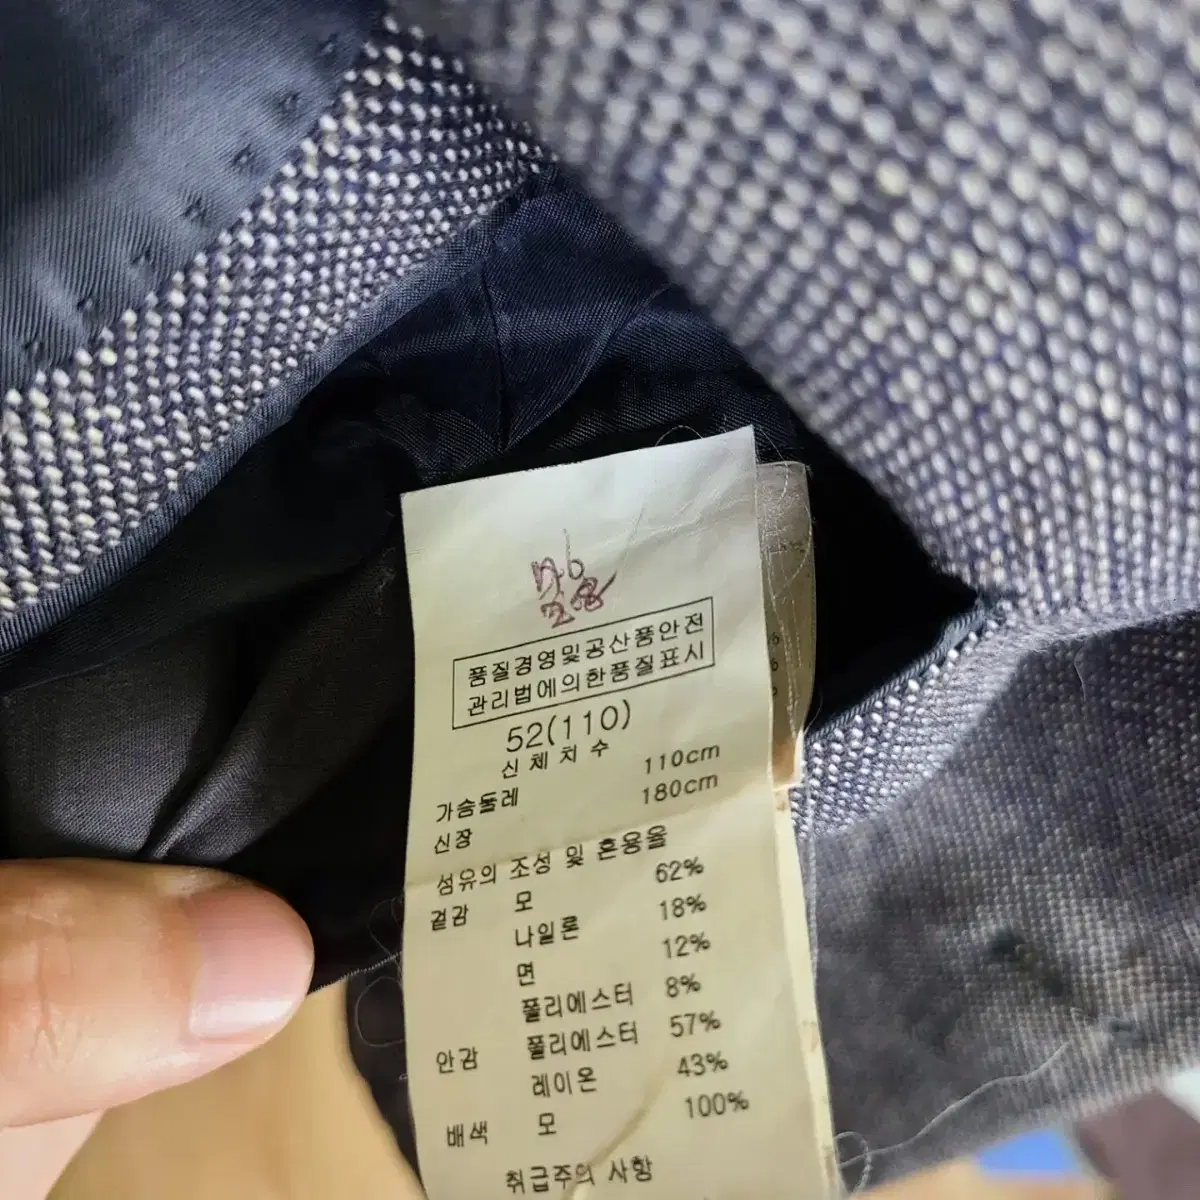 품질경영및공산품안전
관리법에의한품질표시
52(110)
신체치수
가슴둘레 110cm
신장 180cm
섬유의 조성 및 혼용율
겉감 모 62%
나일론 18%
면 12%
폴리에스터 8%
안감 폴리에스터 57%
레이온 43%
배색 모 100%
취급주의 사항